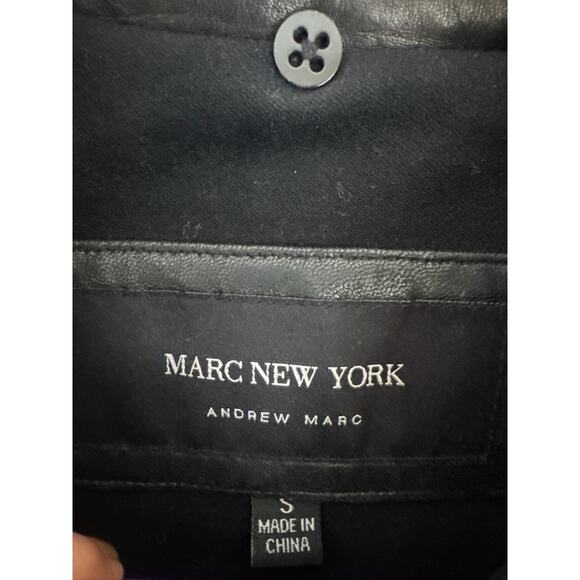 MARC NEW YORK
ANDREW MARC
S
MADE IN
CHINA